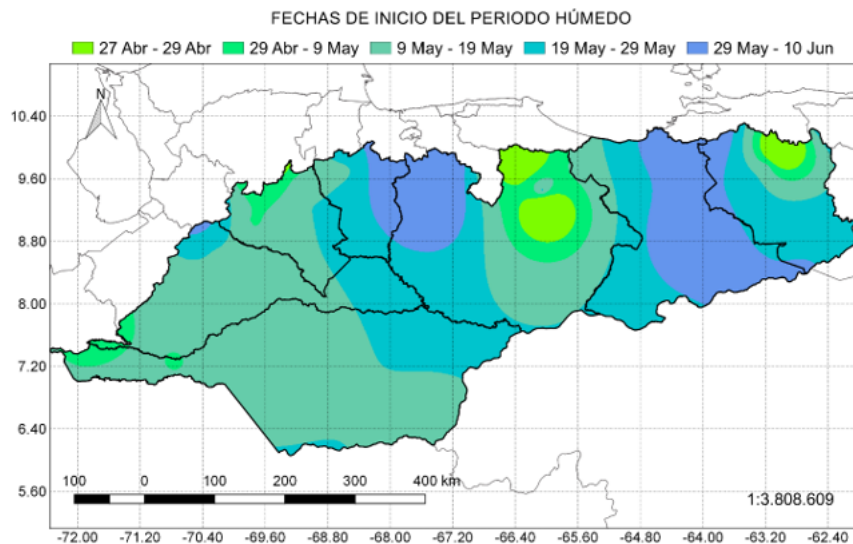 FECHAS DE INICIO DEL PERIODO HÚMEDO
27 Abr - 29 Abr 29 Abr - 9 May 9 May - 19 May 19 May - 29 May 29 May - 10 Jun
N
10.40
9.60
8.80
8.00
7.20
6.40
5.60
100 0 100 200 300 400 km
1:3.808.609
-72.00 -71.20 -70.40 -69.60 -68.80 -68.00 -67.20 -66.40 -65.60 -64.80 -64.00 -63.20 -62.40